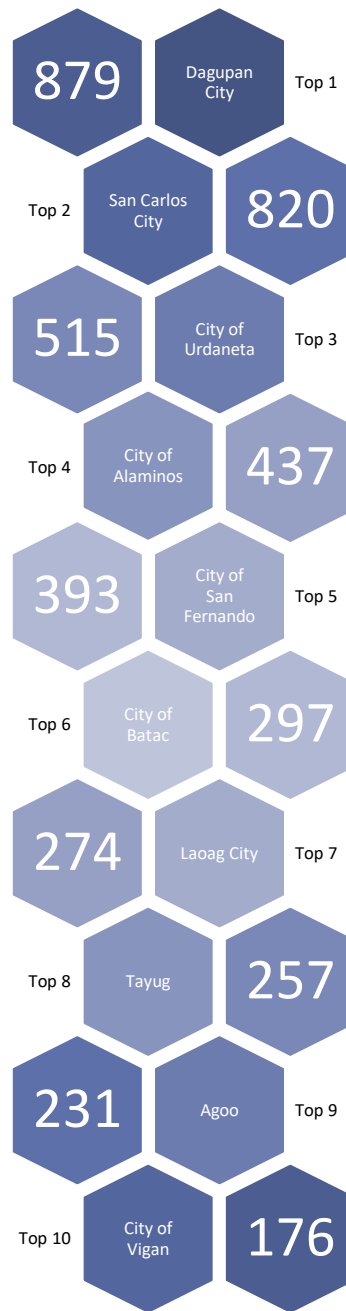 879
Dagupan
City
Top 1
Top 2
San Carlos
City
820
515
City of
Urdaneta
Top 3
Top 4
City of
Alaminos
437
393
City of
San
Fernando
Top 5
Top 6
City of
Batac
297
274
Laoag City
Top 7
Top 8
Tayug
257
231
Agoo
Top 9
Top 10
City of
Vigan
176